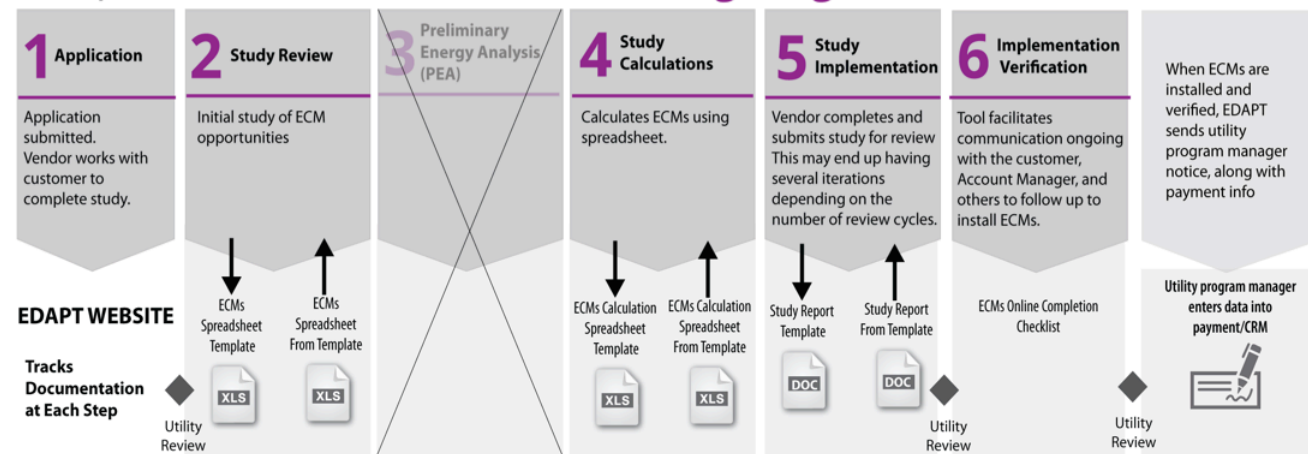 1 Application
Application
submitted.
Vendor works with
customer to
complete study.
2 Study Review
Initial study of ECM
opportunities
3 Preliminary
Energy Analysis
(PEA)
4 Study
Calculations
Calculates ECMs using
spreadsheet.
5 Study
Implementation
Vendor completes and
submits study for review
This may end up having
several iterations
depending on the
number of review cycles.
6 Implementation
Verification
Tool facilitates
communication ongoing
with the customer,
Account Manager, and
others to follow up to
install ECMs.
When ECMs are
installed and
verified, EDAPT
sends utility
program manager
notice, along with
payment info
EDAPT WEBSITE
Tracks
Documentation
at Each Step
Utility
Review
ECMs
Spreadsheet
Template
XLS
ECMs
Spreadsheet
From Template
XLS
ECMs Calculation
Spreadsheet
Template
XLS
ECMs Calculation
Spreadsheet
From Template
XLS
Study Report
Template
DOC
Study Report
From Template
DOC
Utility
Review
ECMs Online Completion
Checklist
Utility
Review
Utility program manager
enters data into
payment/CRM